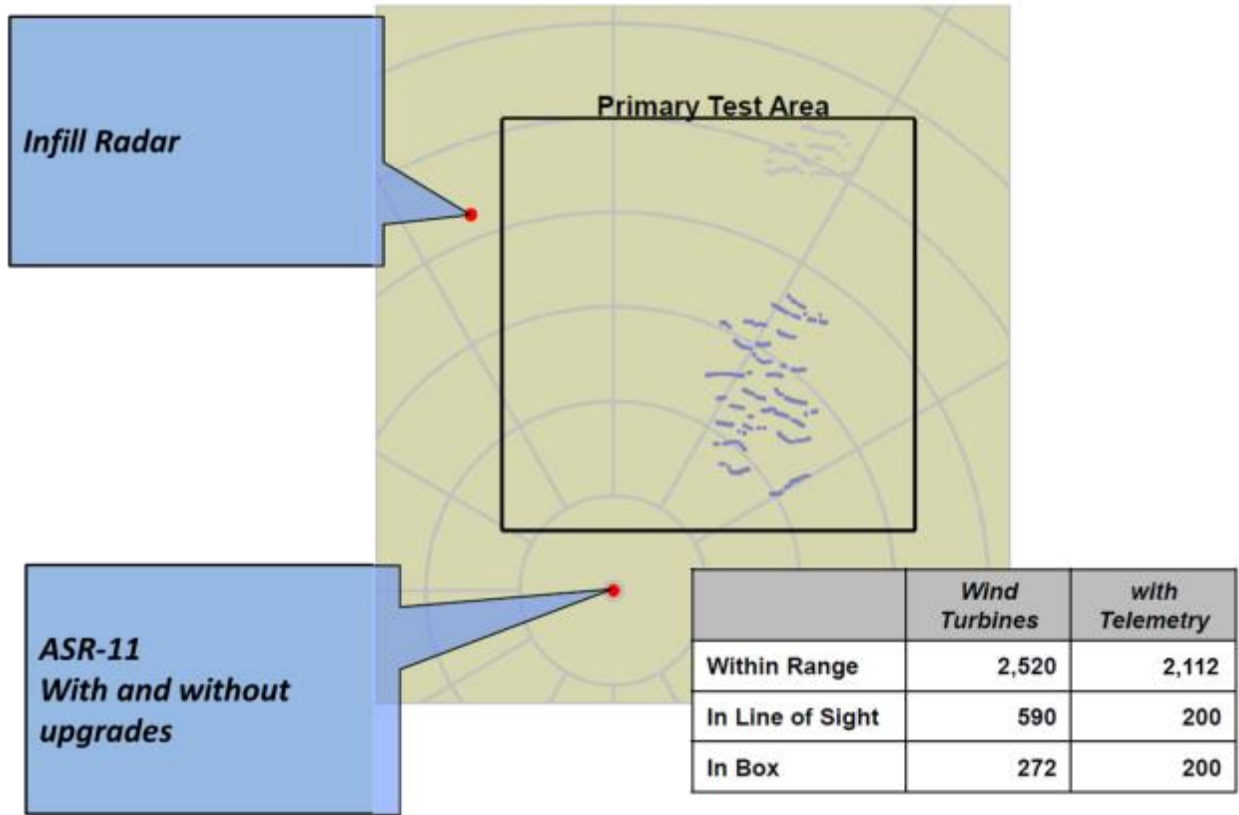 Infill Radar
Primary Test Area
ASR-11
With and without
upgrades
Wind Turbines with Telemetry
Within Range 2,520 2,112
In Line of Sight 590 200
In Box 272 200